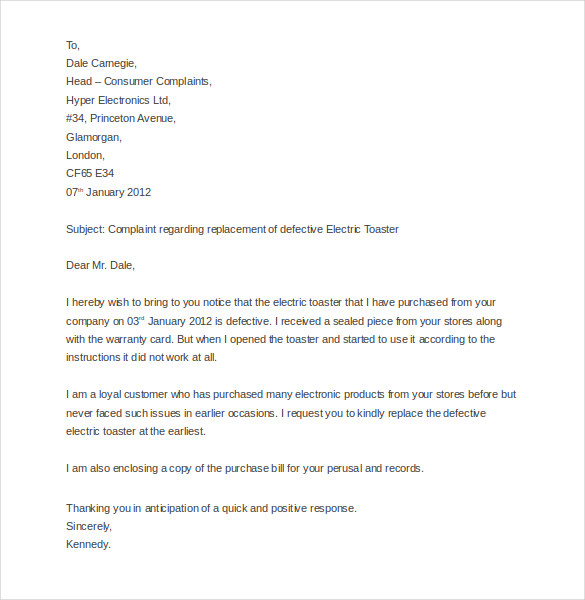 To,
Dale Carnegie,
Head – Consumer Complaints,
Hyper Electronics Ltd,
#34, Princeton Avenue,
Glamorgan,
London,
CF65 E34
07th January 2012
Subject: Complaint regarding replacement of defective Electric Toaster
Dear Mr. Dale,
I hereby wish to bring to you notice that the electric toaster that I have purchased from your
company on 03rd January 2012 is defective. I received a sealed piece from your stores along
with the warranty card. But when I opened the toaster and started to use it according to the
instructions it did not work at all.
I am a loyal customer who has purchased many electronic products from your stores before but
never faced such issues in earlier occasions. I request you to kindly replace the defective
electric toaster at the earliest.
I am also enclosing a copy of the purchase bill for your perusal and records.
Thanking you in anticipation of a quick and positive response.
Sincerely,
Kennedy.